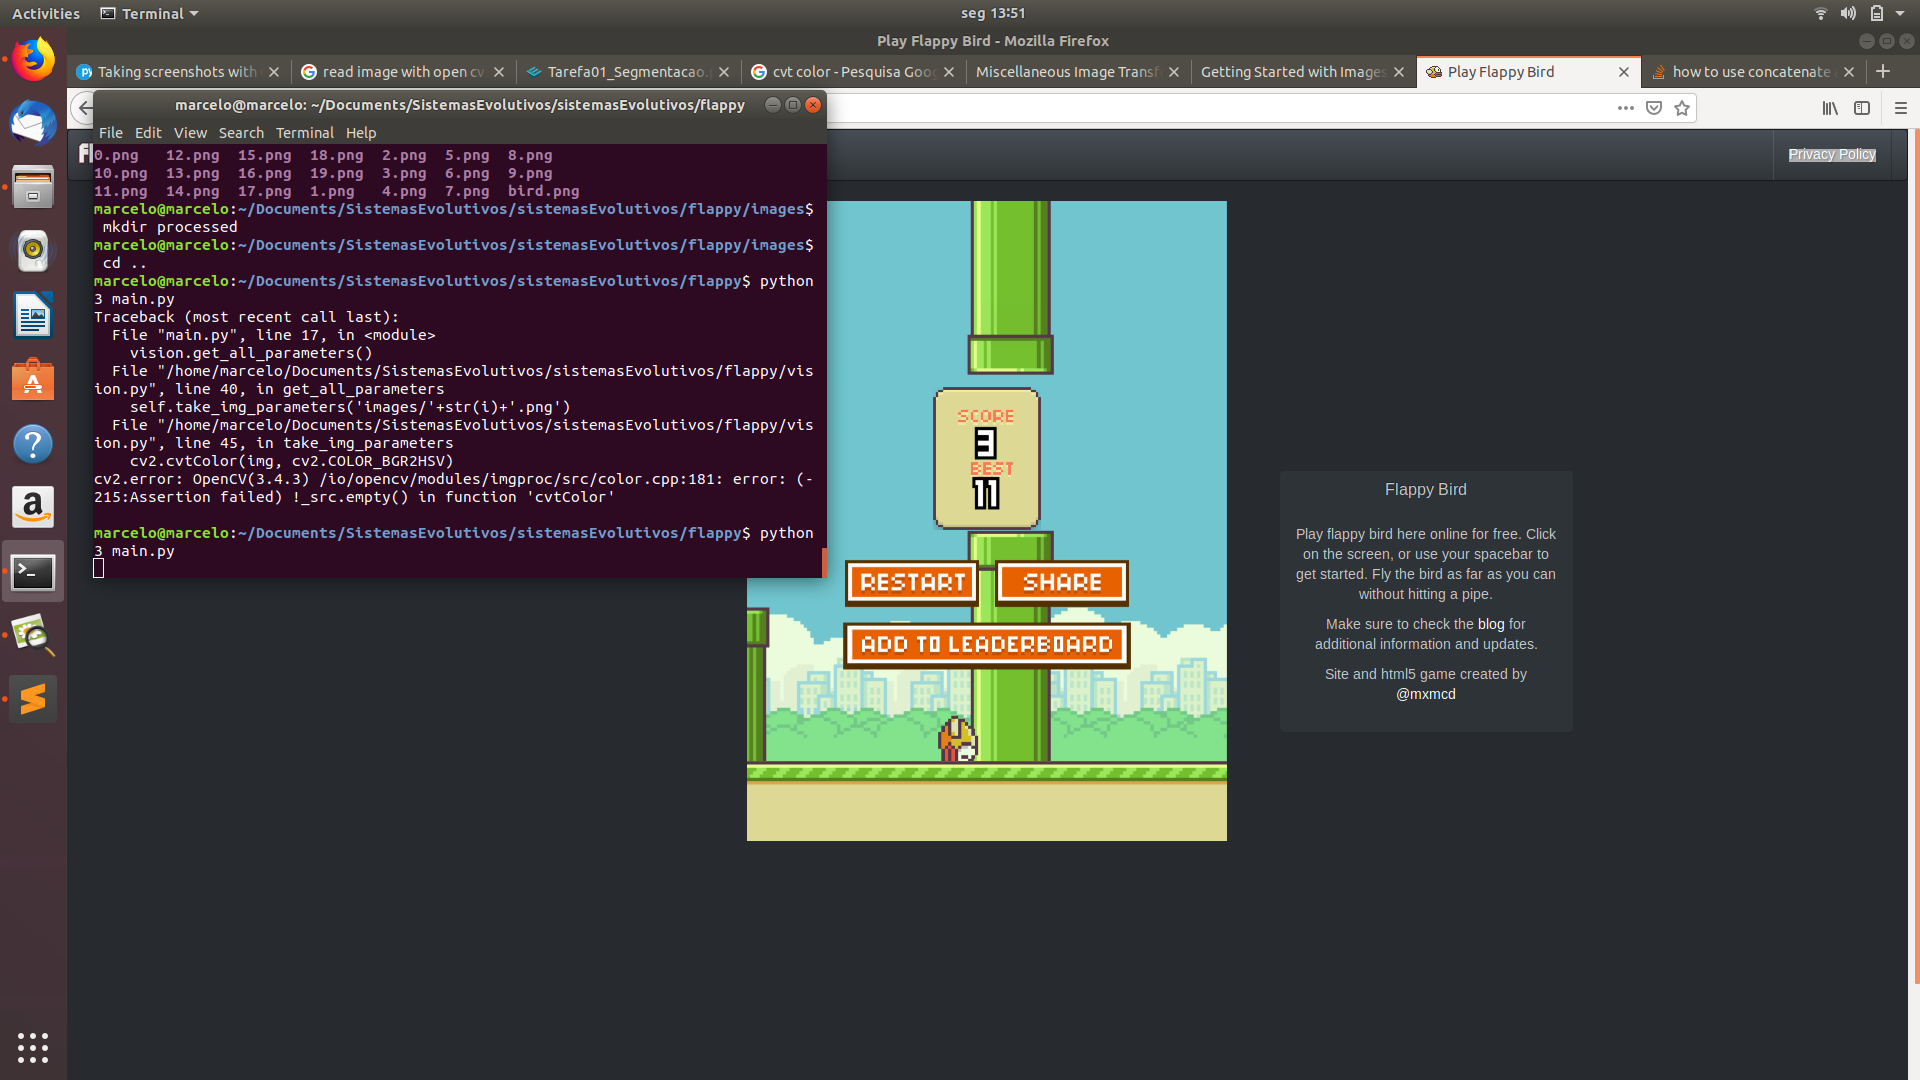 Activities
Terminal
seg 13:51
Play Flappy Bird - Mozilla Firefox
Taking screenshots with
read image with open cv
Tarefa01_Segmentacao.p
cvt color - Pesquisa Goog
Miscellaneous Image Transf
Getting Started with Images
Play Flappy Bird
how to use concatenate
marcelo@marcelo: ~/Documents/SistemasEvolutivos/sistemasEvolutivos/flappy
File Edit View Search Terminal Help
0.png 12.png 15.png 18.png 2.png 5.png 8.png
10.png 13.png 16.png 19.png 3.png 6.png 9.png
11.png 14.png 17.png 1.png 4.png 7.png bird.png
marcelo@marcelo:~/Documents/SistemasEvolutivos/sistemasEvolutivos/flappy/images$
mkdir processed
marcelo@marcelo:~/Documents/SistemasEvolutivos/sistemasEvolutivos/flappy/images$
cd ..
marcelo@marcelo:~/Documents/SistemasEvolutivos/sistemasEvolutivos/flappy$ python
3 main.py
Traceback (most recent call last):
File "main.py", line 17, in <module>
vision.get_all_parameters()
File "/home/marcelo/Documents/SistemasEvolutivos/sistemasEvolutivos/flappy/vis
ion.py", line 40, in get_all_parameters
self.take_img_parameters('images/'+str(i)+'.png')
File "/home/marcelo/Documents/SistemasEvolutivos/sistemasEvolutivos/flappy/vis
ion.py", line 45, in take_img_parameters
cv2.cvtColor(img, cv2.COLOR_BGR2HSV)
cv2.error: OpenCV(3.4.3) /io/opencv/modules/imgproc/src/color.cpp:181: error: (-
215:Assertion failed) !_src.empty() in function 'cvtColor'
marcelo@marcelo:~/Documents/SistemasEvolutivos/sistemasEvolutivos/flappy$ python
3 main.py
Privacy Policy
SCORE
3
BEST
11
RESTART
SHARE
ADD TO LEADERBOARD
Flappy Bird
Play flappy bird here online for free. Click
on the screen, or use your spacebar to
get started. Fly the bird as far as you can
without hitting a pipe.
Make sure to check the blog for
additional information and updates.
Site and html5 game created by
@mxmcd